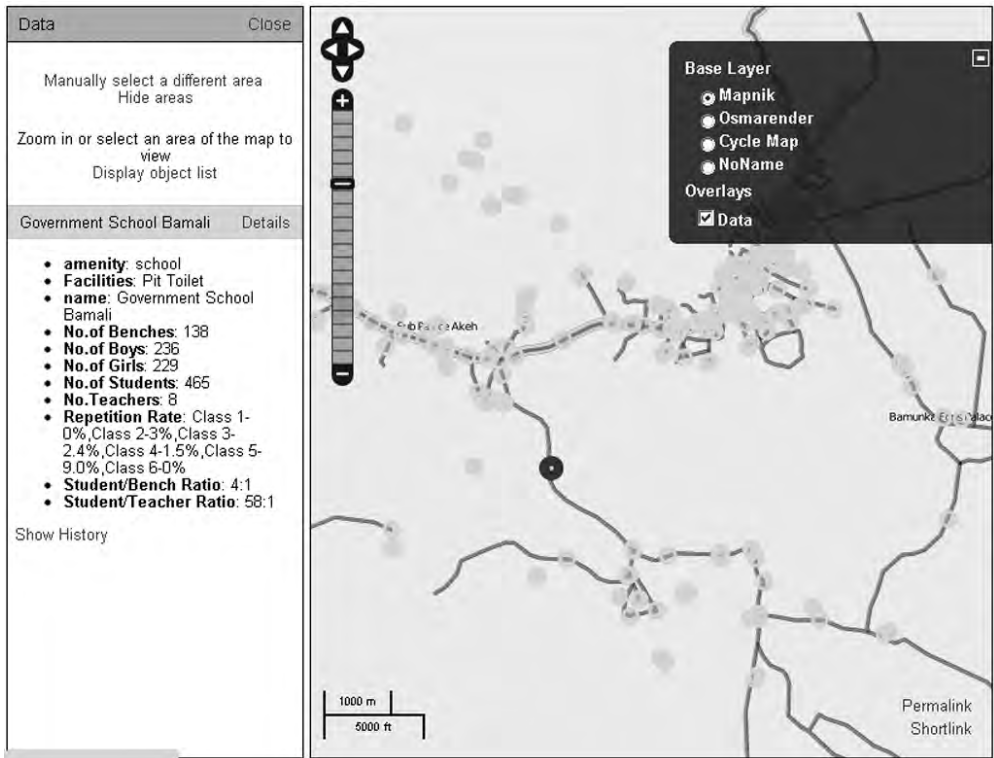 Data Close
Manually select a different area
Hide areas
Zoom in or select an area of the map to
view
Display object list
Government School Bamali Details
• amenity: school
• Facilities: Pit Toilet
• name: Government School
Bamali
• No.of Benches: 138
• No.of Boys: 236
• No.of Girls: 229
• No.of Students: 465
• No.Teachers: 8
• Repetition Rate: Class 1-
0%,Class 2-3%,Class 3-
2.4%,Class 4-1.5%,Class 5-
9.0%,Class 6-0%
• Student/Bench Ratio: 4:1
• Student/Teacher Ratio: 58:1
Show History
Base Layer
Mapnik
Osmarender
Cycle Map
NoName
Overlays
Data
Akeh
1000 m
5000 ft
Permalink
Shortlink